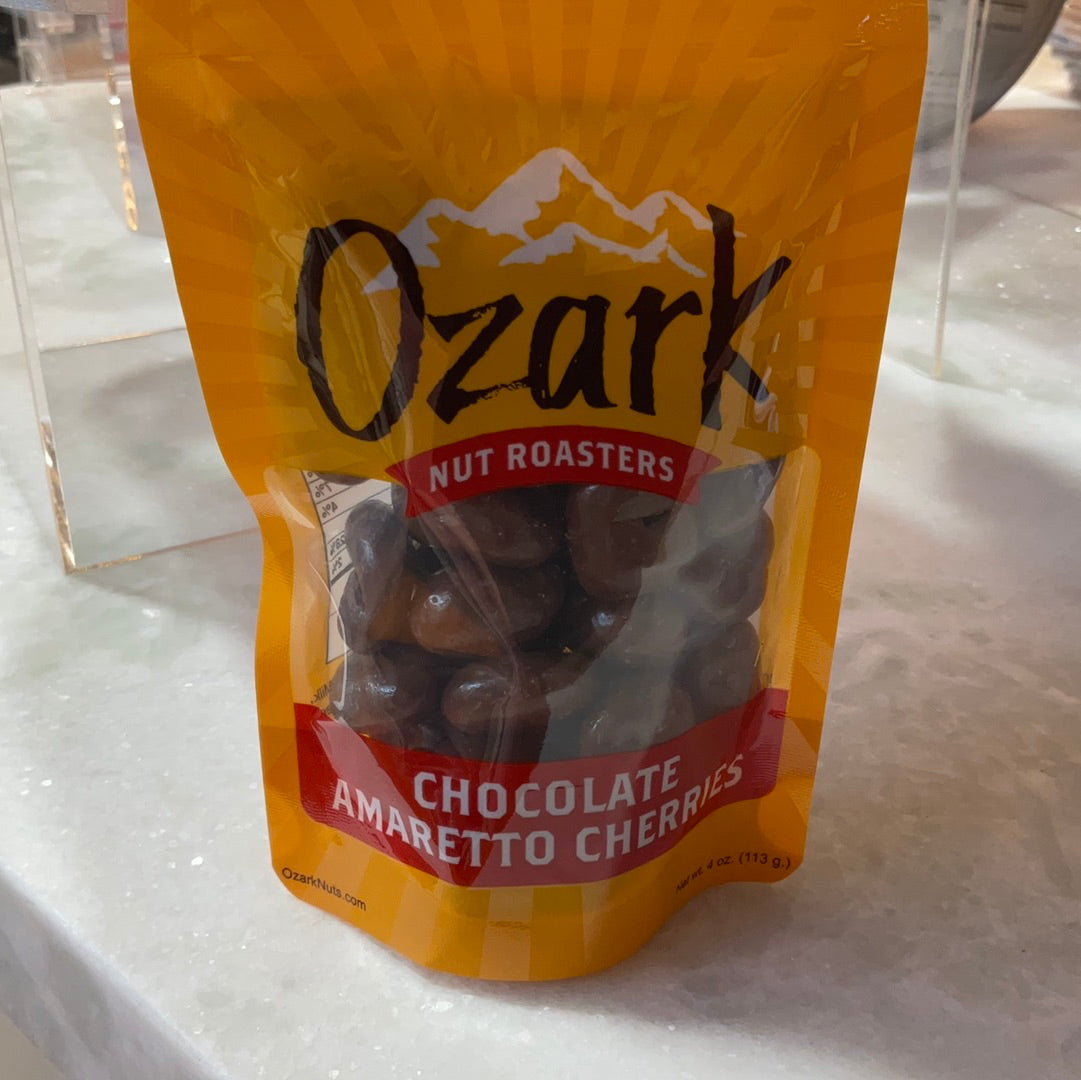 Ozark
NUT ROASTERS
CHOCOLATE
AMARETTO CHERRIES
OzarkNuts.com
Net wt. 4 oz. (113 g.)